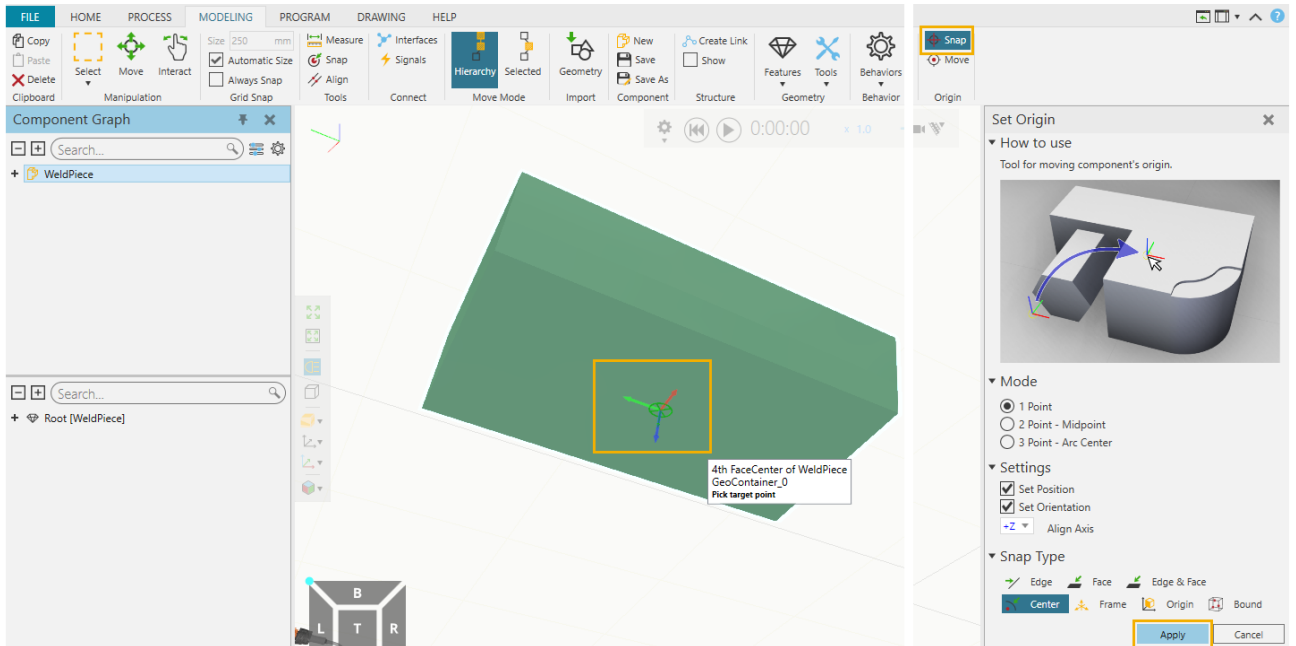 FILE HOME PROCESS MODELING PROGRAM DRAWING HELP
Copy
Paste
Delete
Clipboard
Select Move Interact
Manipulation
Size 250 mm
Automatic Size
Always Snap
Grid Snap
Measure
Snap
Align
Tools
Interfaces
Signals
Connect
Hierarchy Selected
Move Mode
Geometry
Import
New
Save
Save As
Component
Create Link
Show
Structure
Features Tools
Geometry
Behaviors
Behavior
Snap
Move
Origin
Component Graph
Search...
WeldPiece
Search...
Root [WeldPiece]
0:00:00 x 1.0
4th FaceCenter of WeldPiece
GeoContainer_0
Pick target point
B
L T R
Set Origin
How to use
Tool for moving component's origin.
Mode
1 Point
2 Point - Midpoint
3 Point - Arc Center
Settings
Set Position
Set Orientation
+Z Align Axis
Snap Type
Edge Face Edge & Face
Center Frame Origin Bound
Apply Cancel